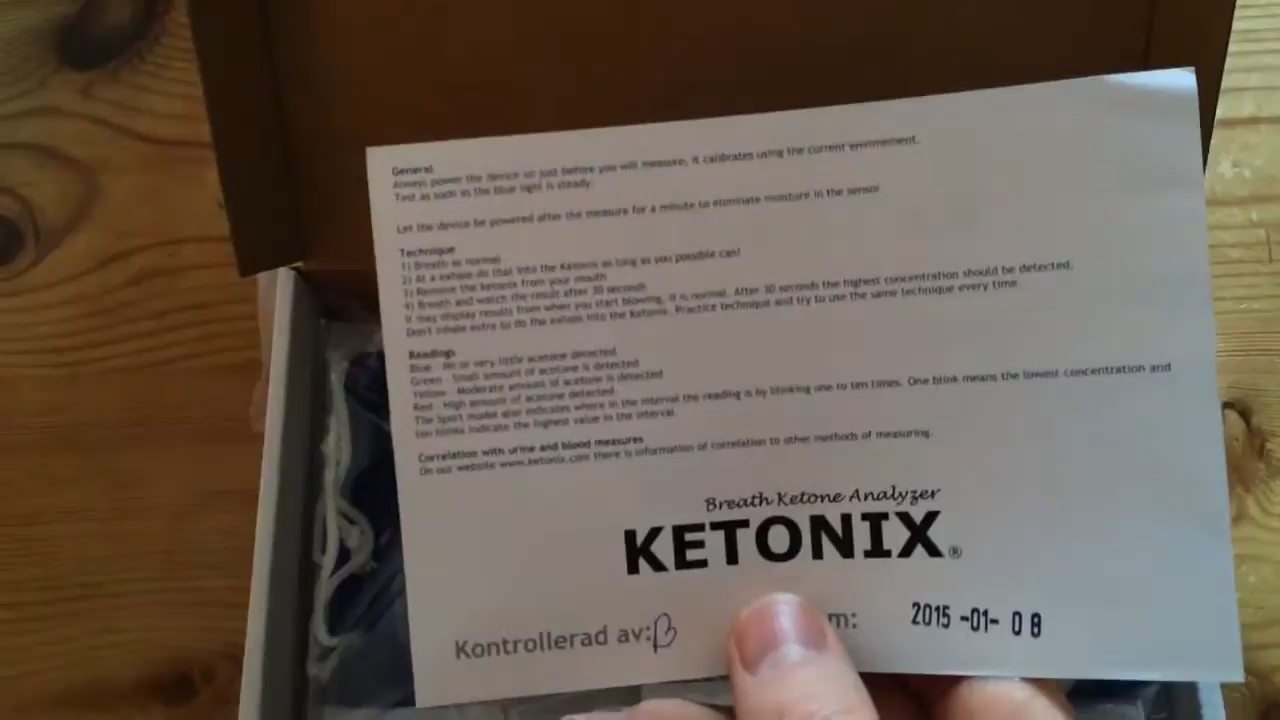 General
Always power the device on just before you will measure, it calibrates using the current environement.
Test as soon as the blue light is steady.
Let the device be powered after the measure for a minute to eliminate moisture in the sensor
Technique
1) Breath as normal
2) At a exhale do that into the Ketonix as long as you possible can!
3) Remove the ketonix from your mouth
4) Breath and watch the result after 30 seconds
It may display results from when you start blowing, it is normal. After 30 seconds the highest concentration should be detected.
Don't inhale extra to do the exhale into the Ketonix. Practice technique and try to use the same technique every time
Readings
Blue - No or very little acetone detected
Green - Small amount of acetone is detected
Yellow - Moderate amount of acetone is detected
Red - High amount of acetone detected
The Sport model also indicates where in the interval the reading is by blinking one to ten times. One blink means the lowest concentration and
ten blinks indicate the highest value in the interval.
Correlation with urine and blood measures
On our website www.ketonix.com there is information of correlation to other methods of measuring.
Breath Ketone Analyzer
KETONIX®
Kontrollerad av: m: 2015-01-08